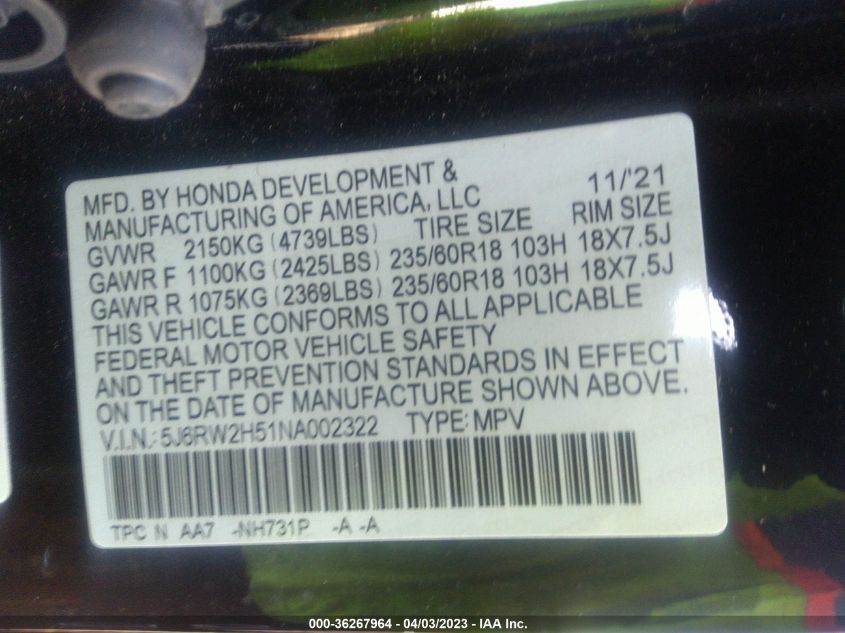 MFD. BY HONDA DEVELOPMENT &
MANUFACTURING OF AMERICA, LLC 11/'21
GVWR 2150KG (4739LBS) TIRE SIZE RIM SIZE
GAWR F 1100KG (2425LBS) 235/60R18 103H 18X7.5J
GAWR R 1075KG (2369LBS) 235/60R18 103H 18X7.5J
THIS VEHICLE CONFORMS TO ALL APPLICABLE
FEDERAL MOTOR VEHICLE SAFETY
AND THEFT PREVENTION STANDARDS IN EFFECT
ON THE DATE OF MANUFACTURE SHOWN ABOVE.
V.I.N.: 5J6RW2H51NA002322 TYPE: MPV
TPC N AA7 -NH731P -A -A
000-36267964 - 04/03/2023 - IAA Inc.